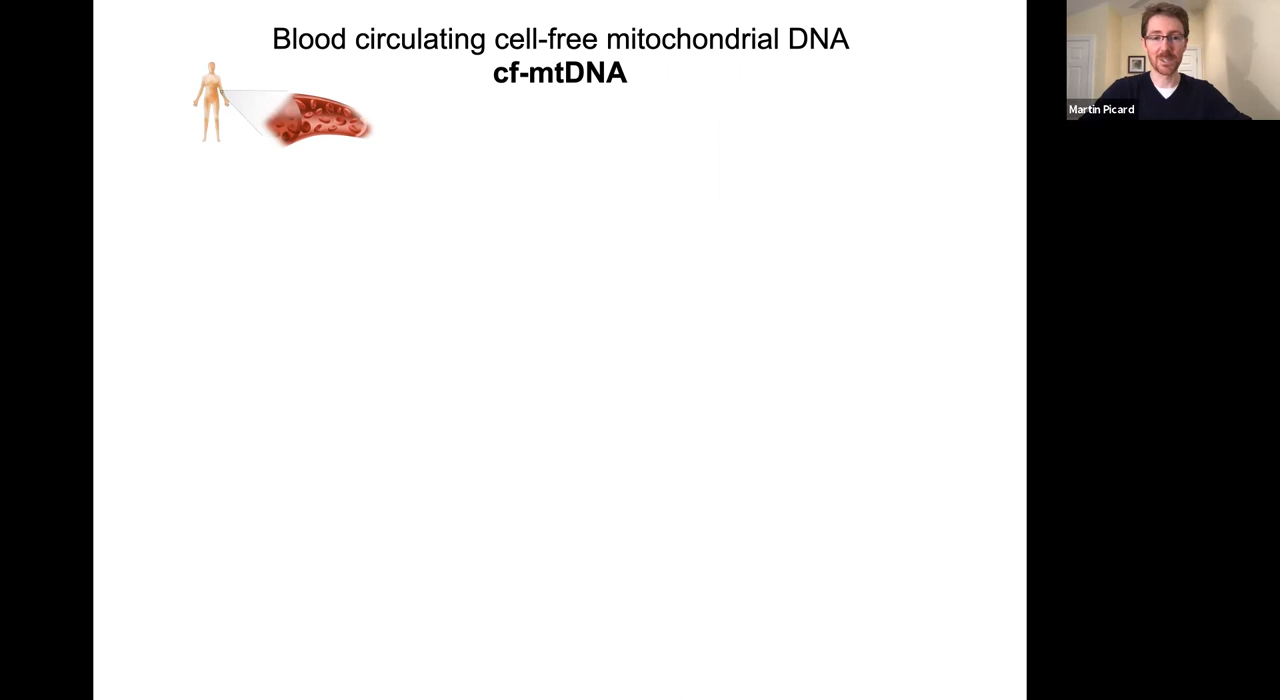 Blood circulating cell-free mitochondrial DNA
cf-mtDNA
Martin Picard